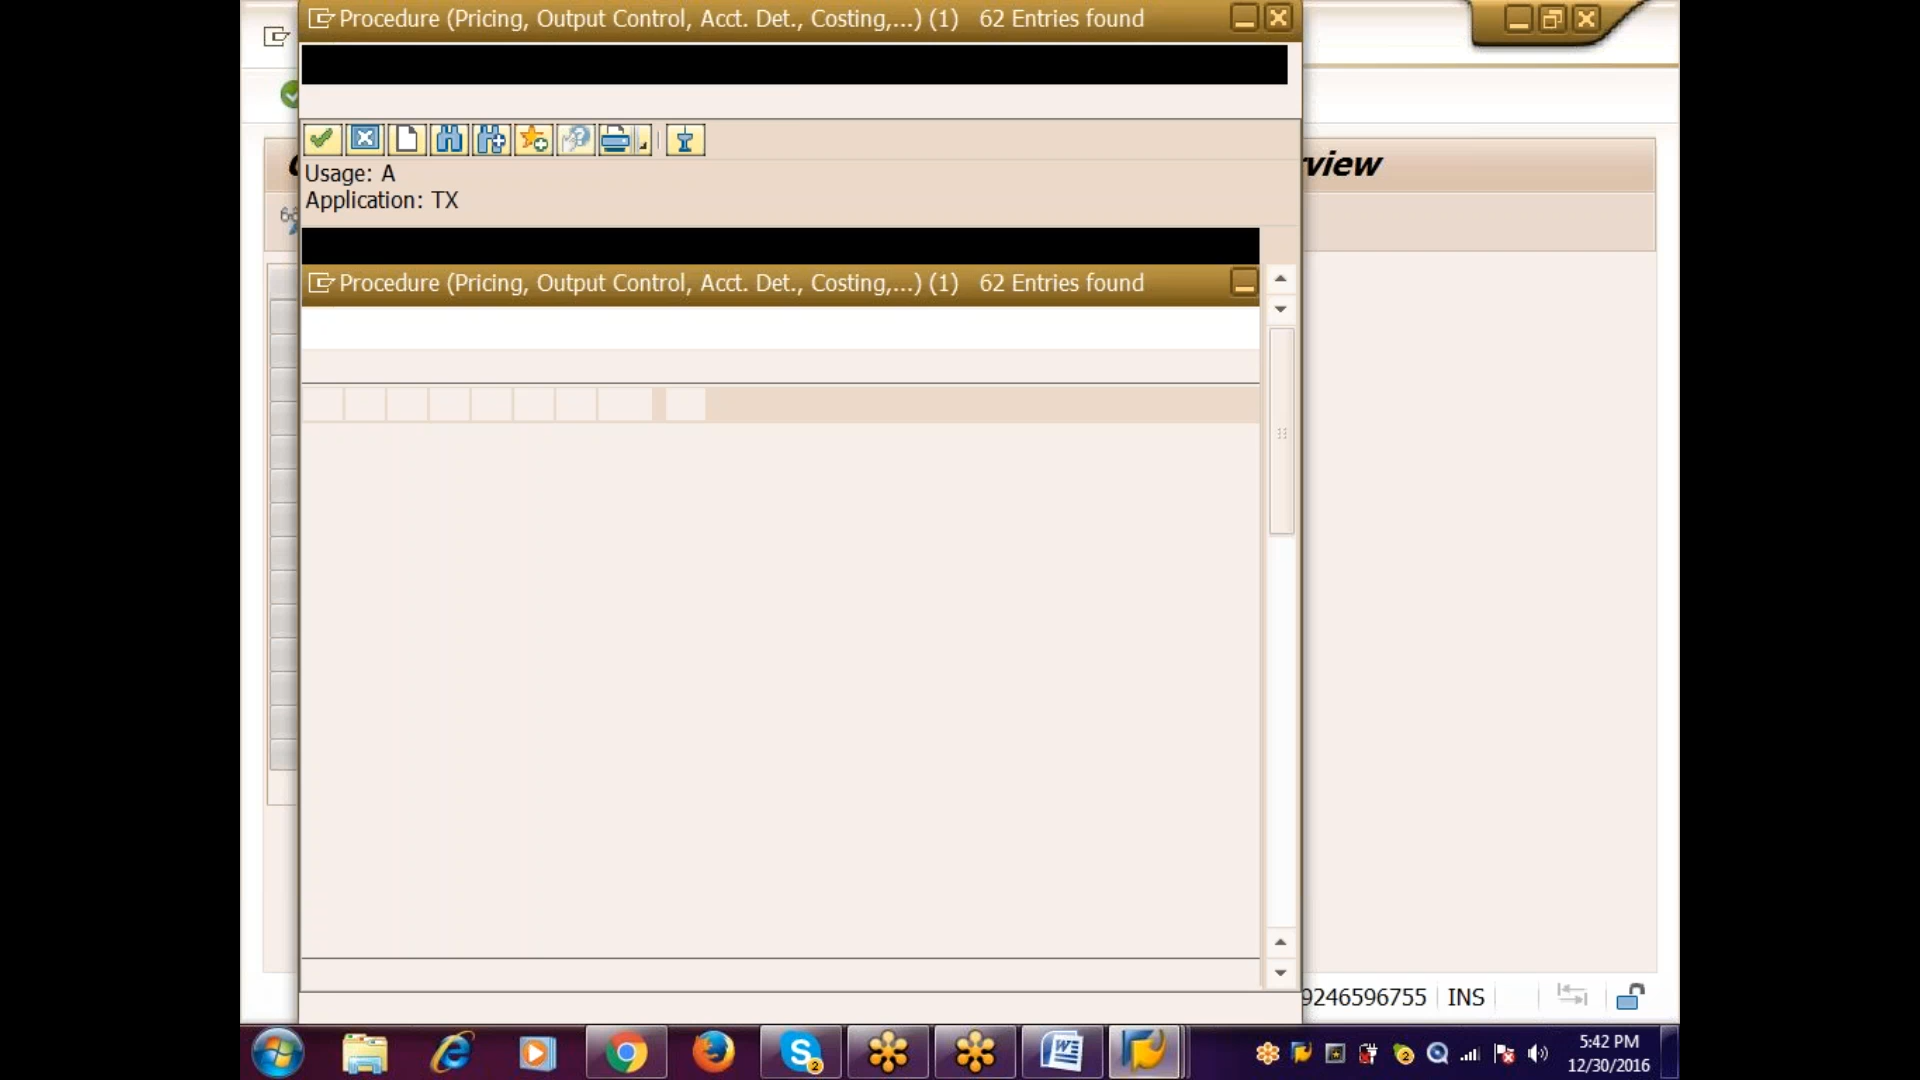 Procedure (Pricing, Output Control, Acct. Det., Costing,...) (1) 62 Entries found
view
Usage: A
Application: TX
Procedure (Pricing, Output Control, Acct. Det., Costing,...) (1) 62 Entries found
9246596755 INS
5:42 PM
12/30/2016